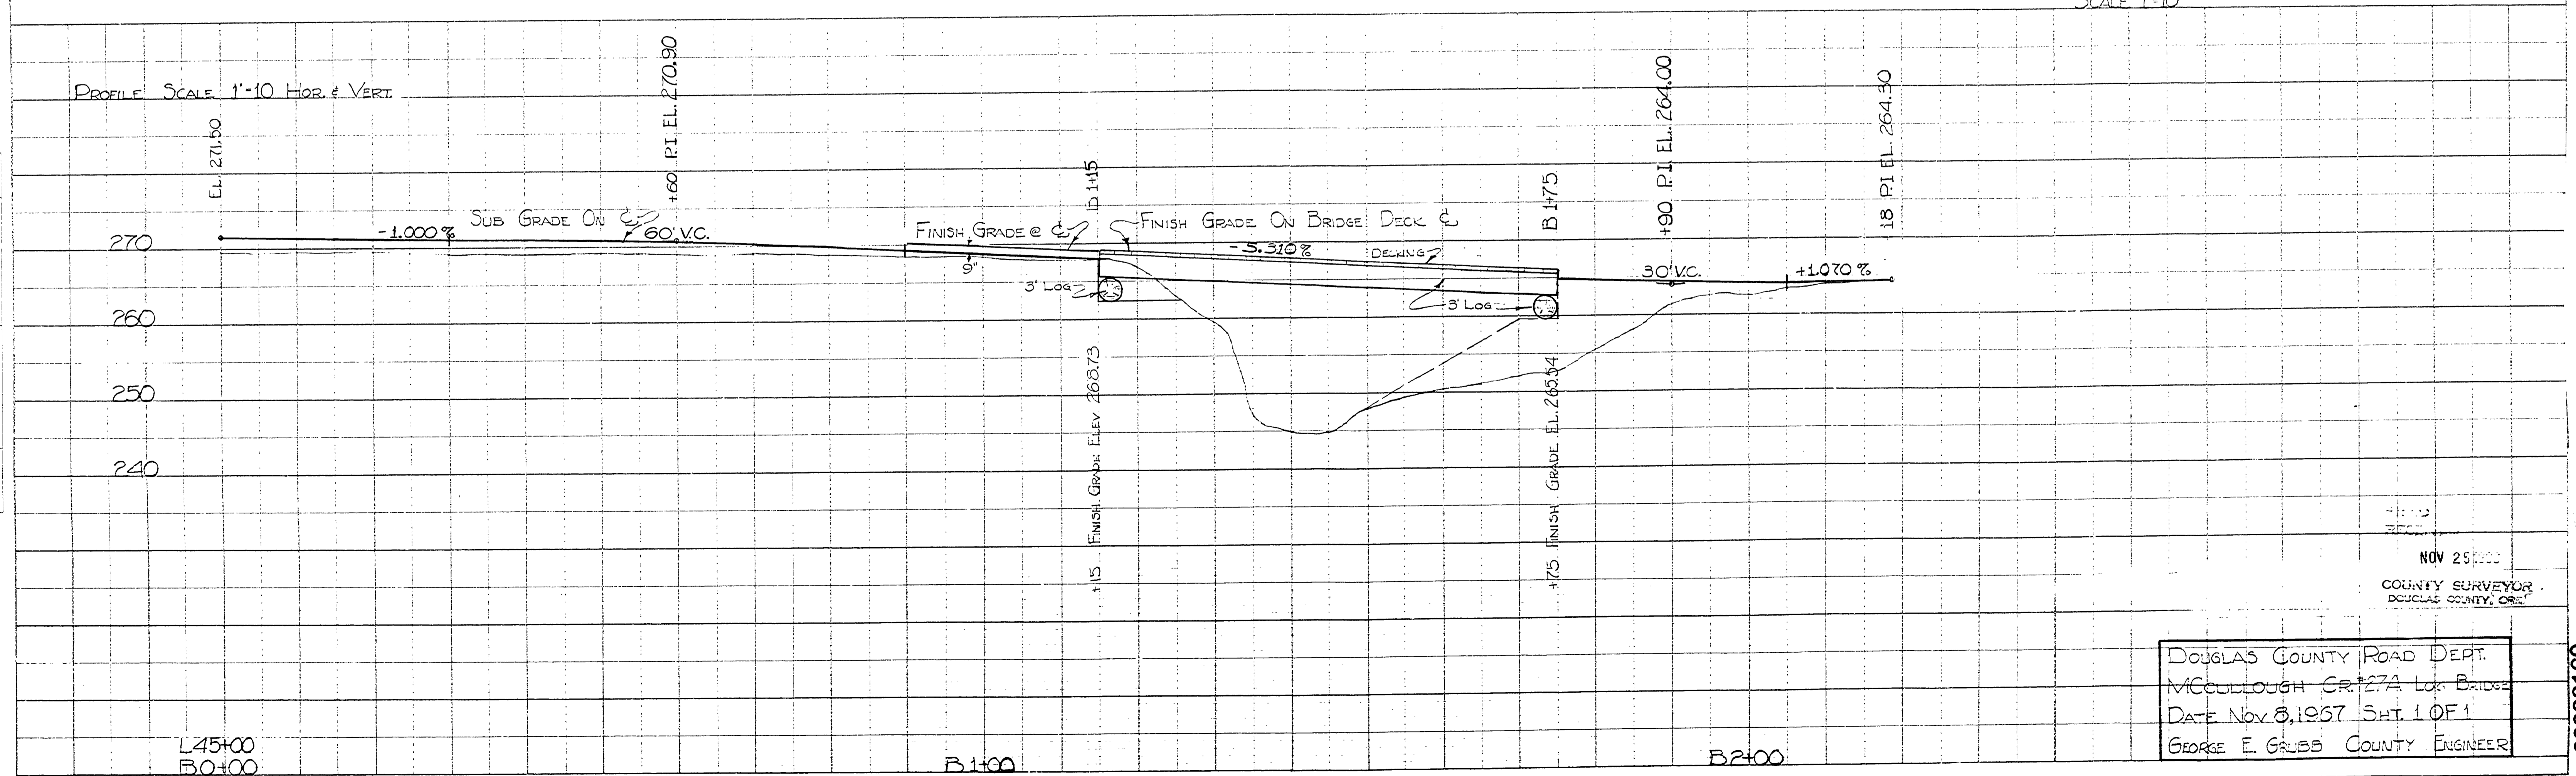 SCALE 1"-10'
PROFILE SCALE 1"-10 HOR. & VERT.
EL. 271.50
+60 P.I. EL. 270.90
B 1+15
B 1+75
+90 P.I. EL. 264.00
+18 P.I EL 264.30
270
260
250
240
-1.000%
SUB GRADE ON ℄
60' V.C.
FINISH GRADE @ ℄
FINISH GRADE ON BRIDGE DECK ℄
-5.310%
DECKING
9"
3' LOG
3' LOG
30' V.C.
+1.070%
+15 FINISH GRADE ELEV 268.73
+75 FINISH GRADE EL. 265.54
NOV 25
COUNTY SURVEYOR
DOUGLAS COUNTY, ORE.
DOUGLAS COUNTY ROAD DEPT.
MCCULLOUGH CR. #27A LOG BRIDGE
DATE NOV 8, 1967 SHT. 1 OF 1
GEORGE E. GRUBB COUNTY ENGINEER
L45+00
B0+00
B1+00
B2+00